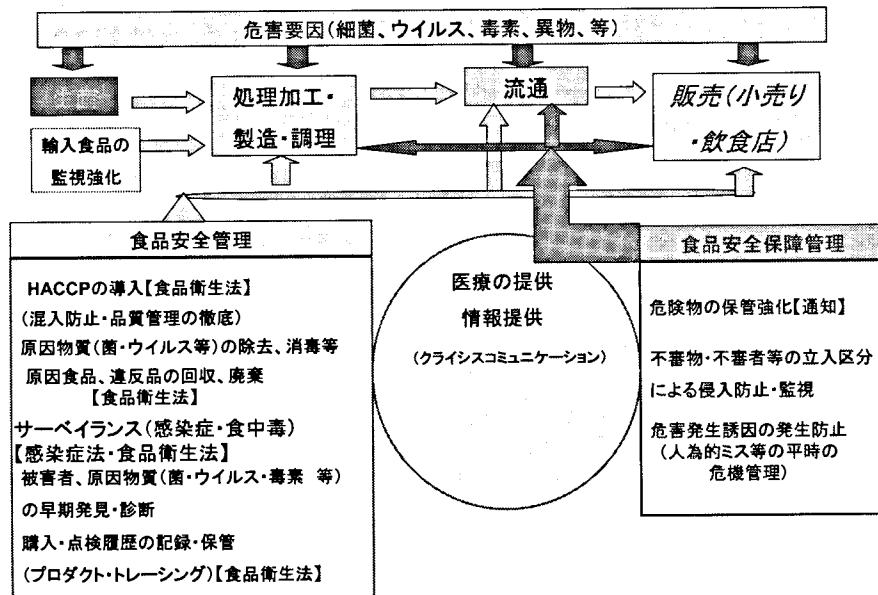 危害要因(細菌、ウイルス、毒素、異物、等)
処理加工・
製造・調理
流通
販売(小売り
・飲食店)
輸入食品の
監視強化
食品安全管理
HACCPの導入【食品衛生法】
(混入防止・品質管理の徹底)
原因物質(菌・ウイルス等)の除去、消毒等
原因食品、違反品の回収、廃棄
【食品衛生法】
サーベイランス(感染症・食中毒)
【感染症法・食品衛生法】
被害者、原因物質(菌・ウイルス・毒素 等)
の早期発見・診断
購入・点検履歴の記録・保管
(プロダクト・トレーシング)【食品衛生法】
医療の提供
情報提供
(クライシスコミュニケーション)
食品安全保障管理
危険物の保管強化【通知】
不審物・不審者等の立入区分
による侵入防止・監視
危害発生誘因の発生防止
(人為的ミス等の平時の
危機管理)